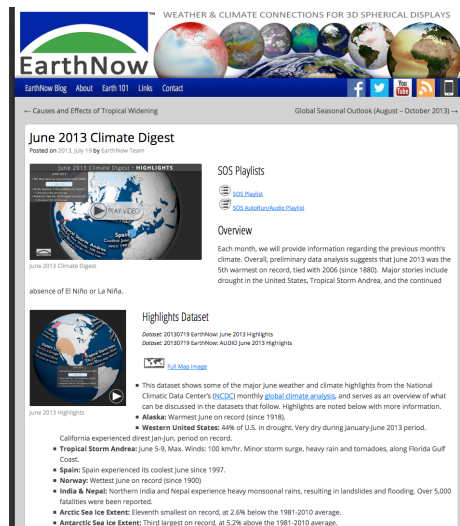 WEATHER & CLIMATE CONNECTIONS FOR 3D SPHERICAL DISPLAYS
TM
EarthNow
EarthNow Blog About Earth 101 Links Contact
You Tube
← Causes and Effects of Tropical Widening
Global Seasonal Outlook (August – October 2013) →
June 2013 Climate Digest
Posted on 2013, July 19 by EarthNow Team
June 2013 Climate Digest • HIGHLIGHTS
PLAY VIDEO
June 2013 Climate Digest
SOS Playlists
SOS Playlist
SOS AutoRun/Audio Playlist
Overview
Each month, we will provide information regarding the previous month's
climate. Overall, preliminary data analysis suggests that June 2013 was the
5th warmest on record, tied with 2006 (since 1880). Major stories include
drought in the United States, Tropical Storm Andrea, and the continued
absence of El Niño or La Niña.
June 2013 Highlights
Highlights Dataset
Dataset: 20130719 EarthNow: June 2013 Highlights
Dataset: 20130719 EarthNow: AUDIO June 2013 Highlights
Full Map Image
▪ This dataset shows some of the major June weather and climate highlights from the National
Climatic Data Center's (NCDC) monthly global climate analysis, and serves as an overview of what
can be discussed in the datasets that follow. Highlights are noted below with more information.
▪ Alaska: Warmest June on record (since 1918).
▪ Western United States: 44% of U.S. in drought. Very dry during January-June 2013 period.
California experienced direst Jan-Jun. period on record.
▪ Tropical Storm Andrea: June 5-9, Max. Winds: 100 km/hr. Minor storm surge, heavy rain and tornadoes, along Florida Gulf
Coast.
▪ Spain: Spain experienced its coolest June since 1997.
▪ Norway: Wettest June on record (since 1900)
▪ India & Nepal: Northern India and Nepal experience heavy monsoonal rains, resulting in landslides and flooding. Over 5,000
fatalities were been reported.
▪ Arctic Sea Ice Extent: Eleventh smallest on record, at 2.6% below the 1981-2010 average.
▪ Antarctic Sea Ice Extent: Third largest on record, at 5.2% above the 1981-2010 average.